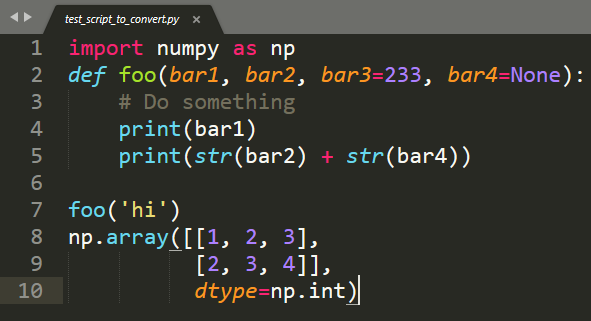 test_script_to_convert.py ×
1 import numpy as np
2 def foo(bar1, bar2, bar3=233, bar4=None):
3     # Do something
4     print(bar1)
5     print(str(bar2) + str(bar4))
6
7 foo('hi')
8 np.array([[1, 2, 3],
9           [2, 3, 4]],
10           dtype=np.int)